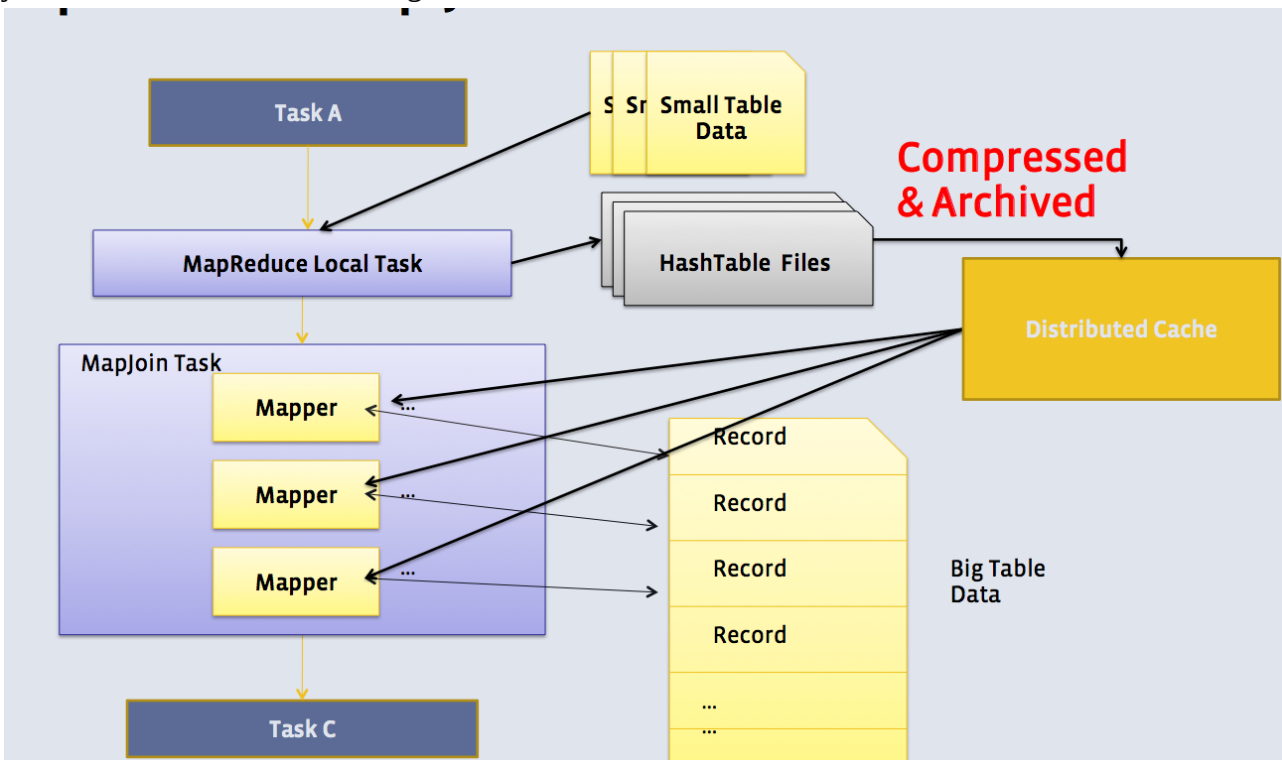 Task A
S
Sr
Small Table
Data
Compressed
& Archived
MapReduce Local Task
HashTable Files
Distributed Cache
MapJoin Task
Mapper
...
Record
Mapper
...
Record
Mapper
...
Record
Big Table
Data
Record
...
...
Task C